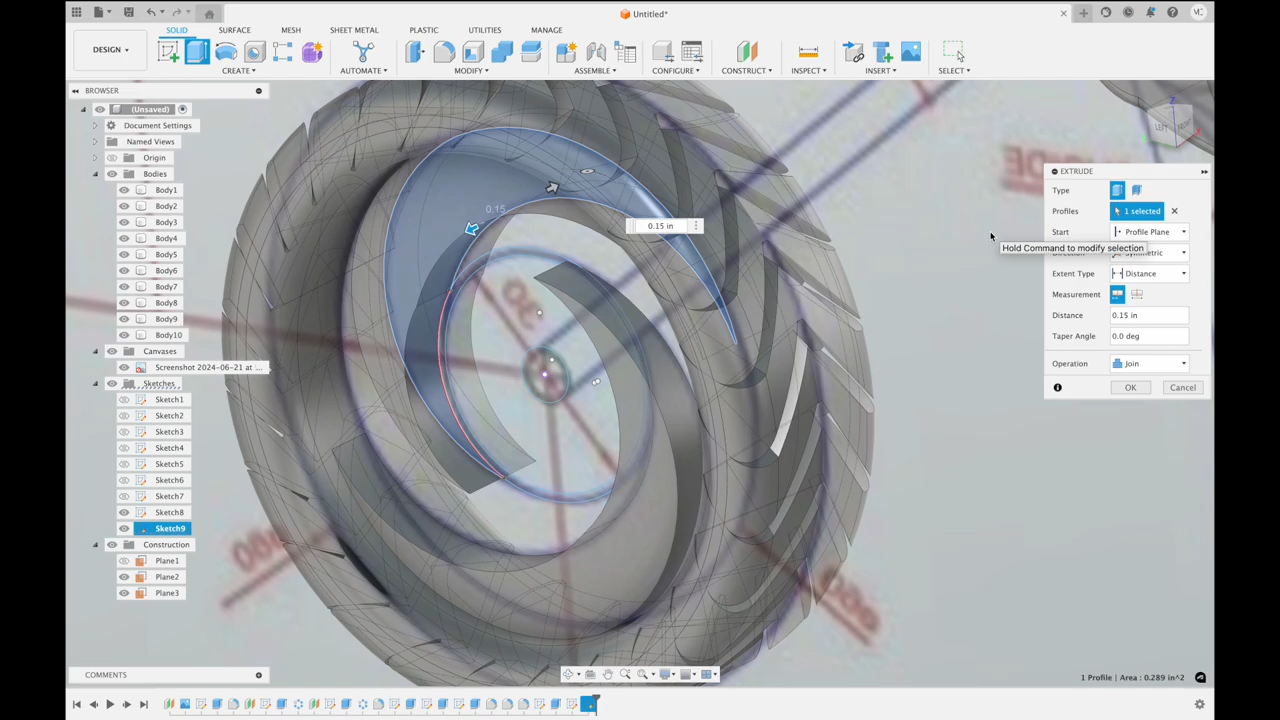 Untitled*
MC
DESIGN
SOLID
SURFACE
MESH
SHEET METAL
PLASTIC
UTILITIES
MANAGE
CREATE
AUTOMATE
MODIFY
ASSEMBLE
CONFIGURE
CONSTRUCT
INSPECT
INSERT
SELECT
BROWSER
(Unsaved)
Document Settings
Named Views
Origin
Bodies
Body1
Body2
Body3
Body4
Body5
Body6
Body7
Body8
Body9
Body10
Canvases
Screenshot 2024-06-21 at ...
Sketches
Sketch1
Sketch2
Sketch3
Sketch4
Sketch5
Sketch6
Sketch7
Sketch8
Sketch9
Construction
Plane1
Plane2
Plane3
COMMENTS
0.15
0.15 in
Z
LEFT
EXTRUDE
Type
Profiles
1 selected
Start
Profile Plane
Hold Command to modify selection
Extent Type
Distance
Measurement
Distance
0.15 in
Taper Angle
0.0 deg
Operation
Join
OK
Cancel
1 Profile | Area : 0.289 in^2